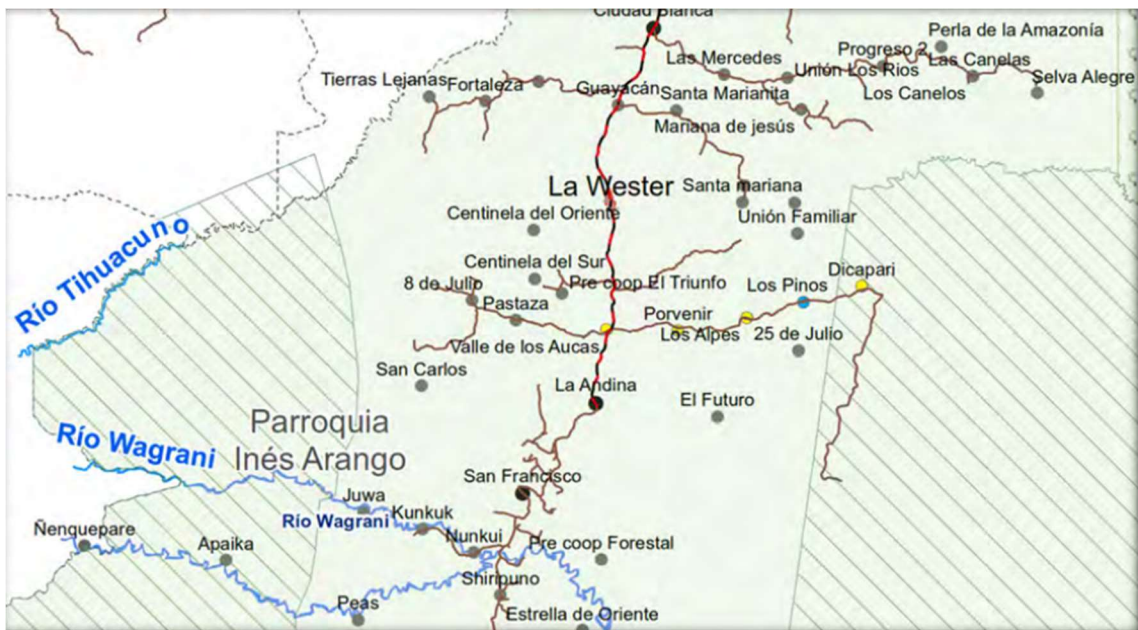 Ciudad Blanca
Perla de la Amazonía
Progreso 2
Las Mercedes
Las Canelas
Unión Los Rios
Selva Alegre
Tierras Lejanas
Fortaleza
Guayacán
Santa Marianita
Los Canelos
Mariana de jesús
La Wester
Santa mariana
Centinela del Oriente
Unión Familiar
Río Tihuacuno
Centinela del Sur
Dicapari
8 de Julio
Pre coop El Triunfo
Los Pinos
Pastaza
Porvenir
Los Alpes
25 de Julio
Valle de los Aucas
San Carlos
La Andina
El Futuro
Parroquia
Inés Arango
Río Wagrani
San Francisco
Juwa
Río Wagrani
Kunkuk
Ñenquepare
Apaika
Nunkui
Pre coop Forestal
Shiripuno
Peas
Estrella de Oriente